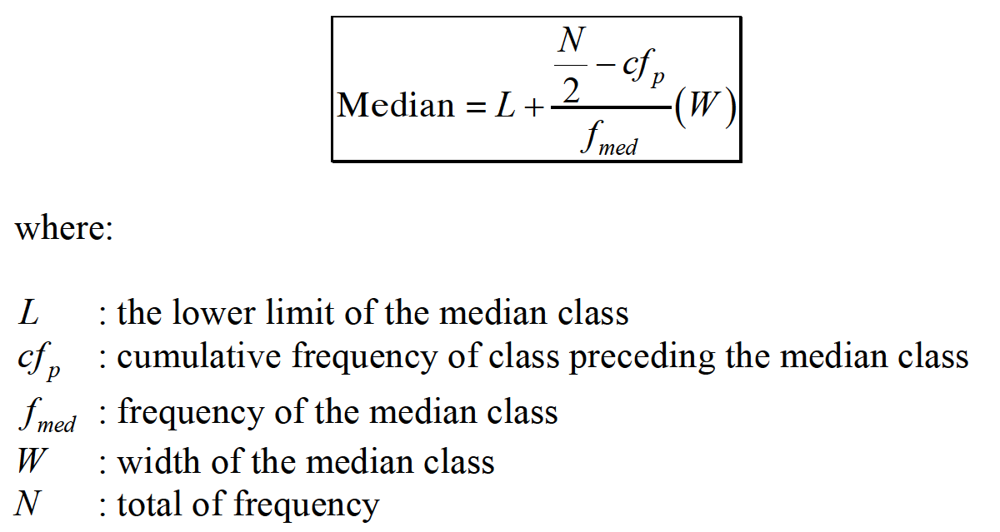 Median = L + \frac{\frac{N}{2} - cf_p}{f_{med}} (W)
where:
L : the lower limit of the median class
cf_p : cumulative frequency of class preceding the median class
f_{med} : frequency of the median class
W : width of the median class
N : total of frequency